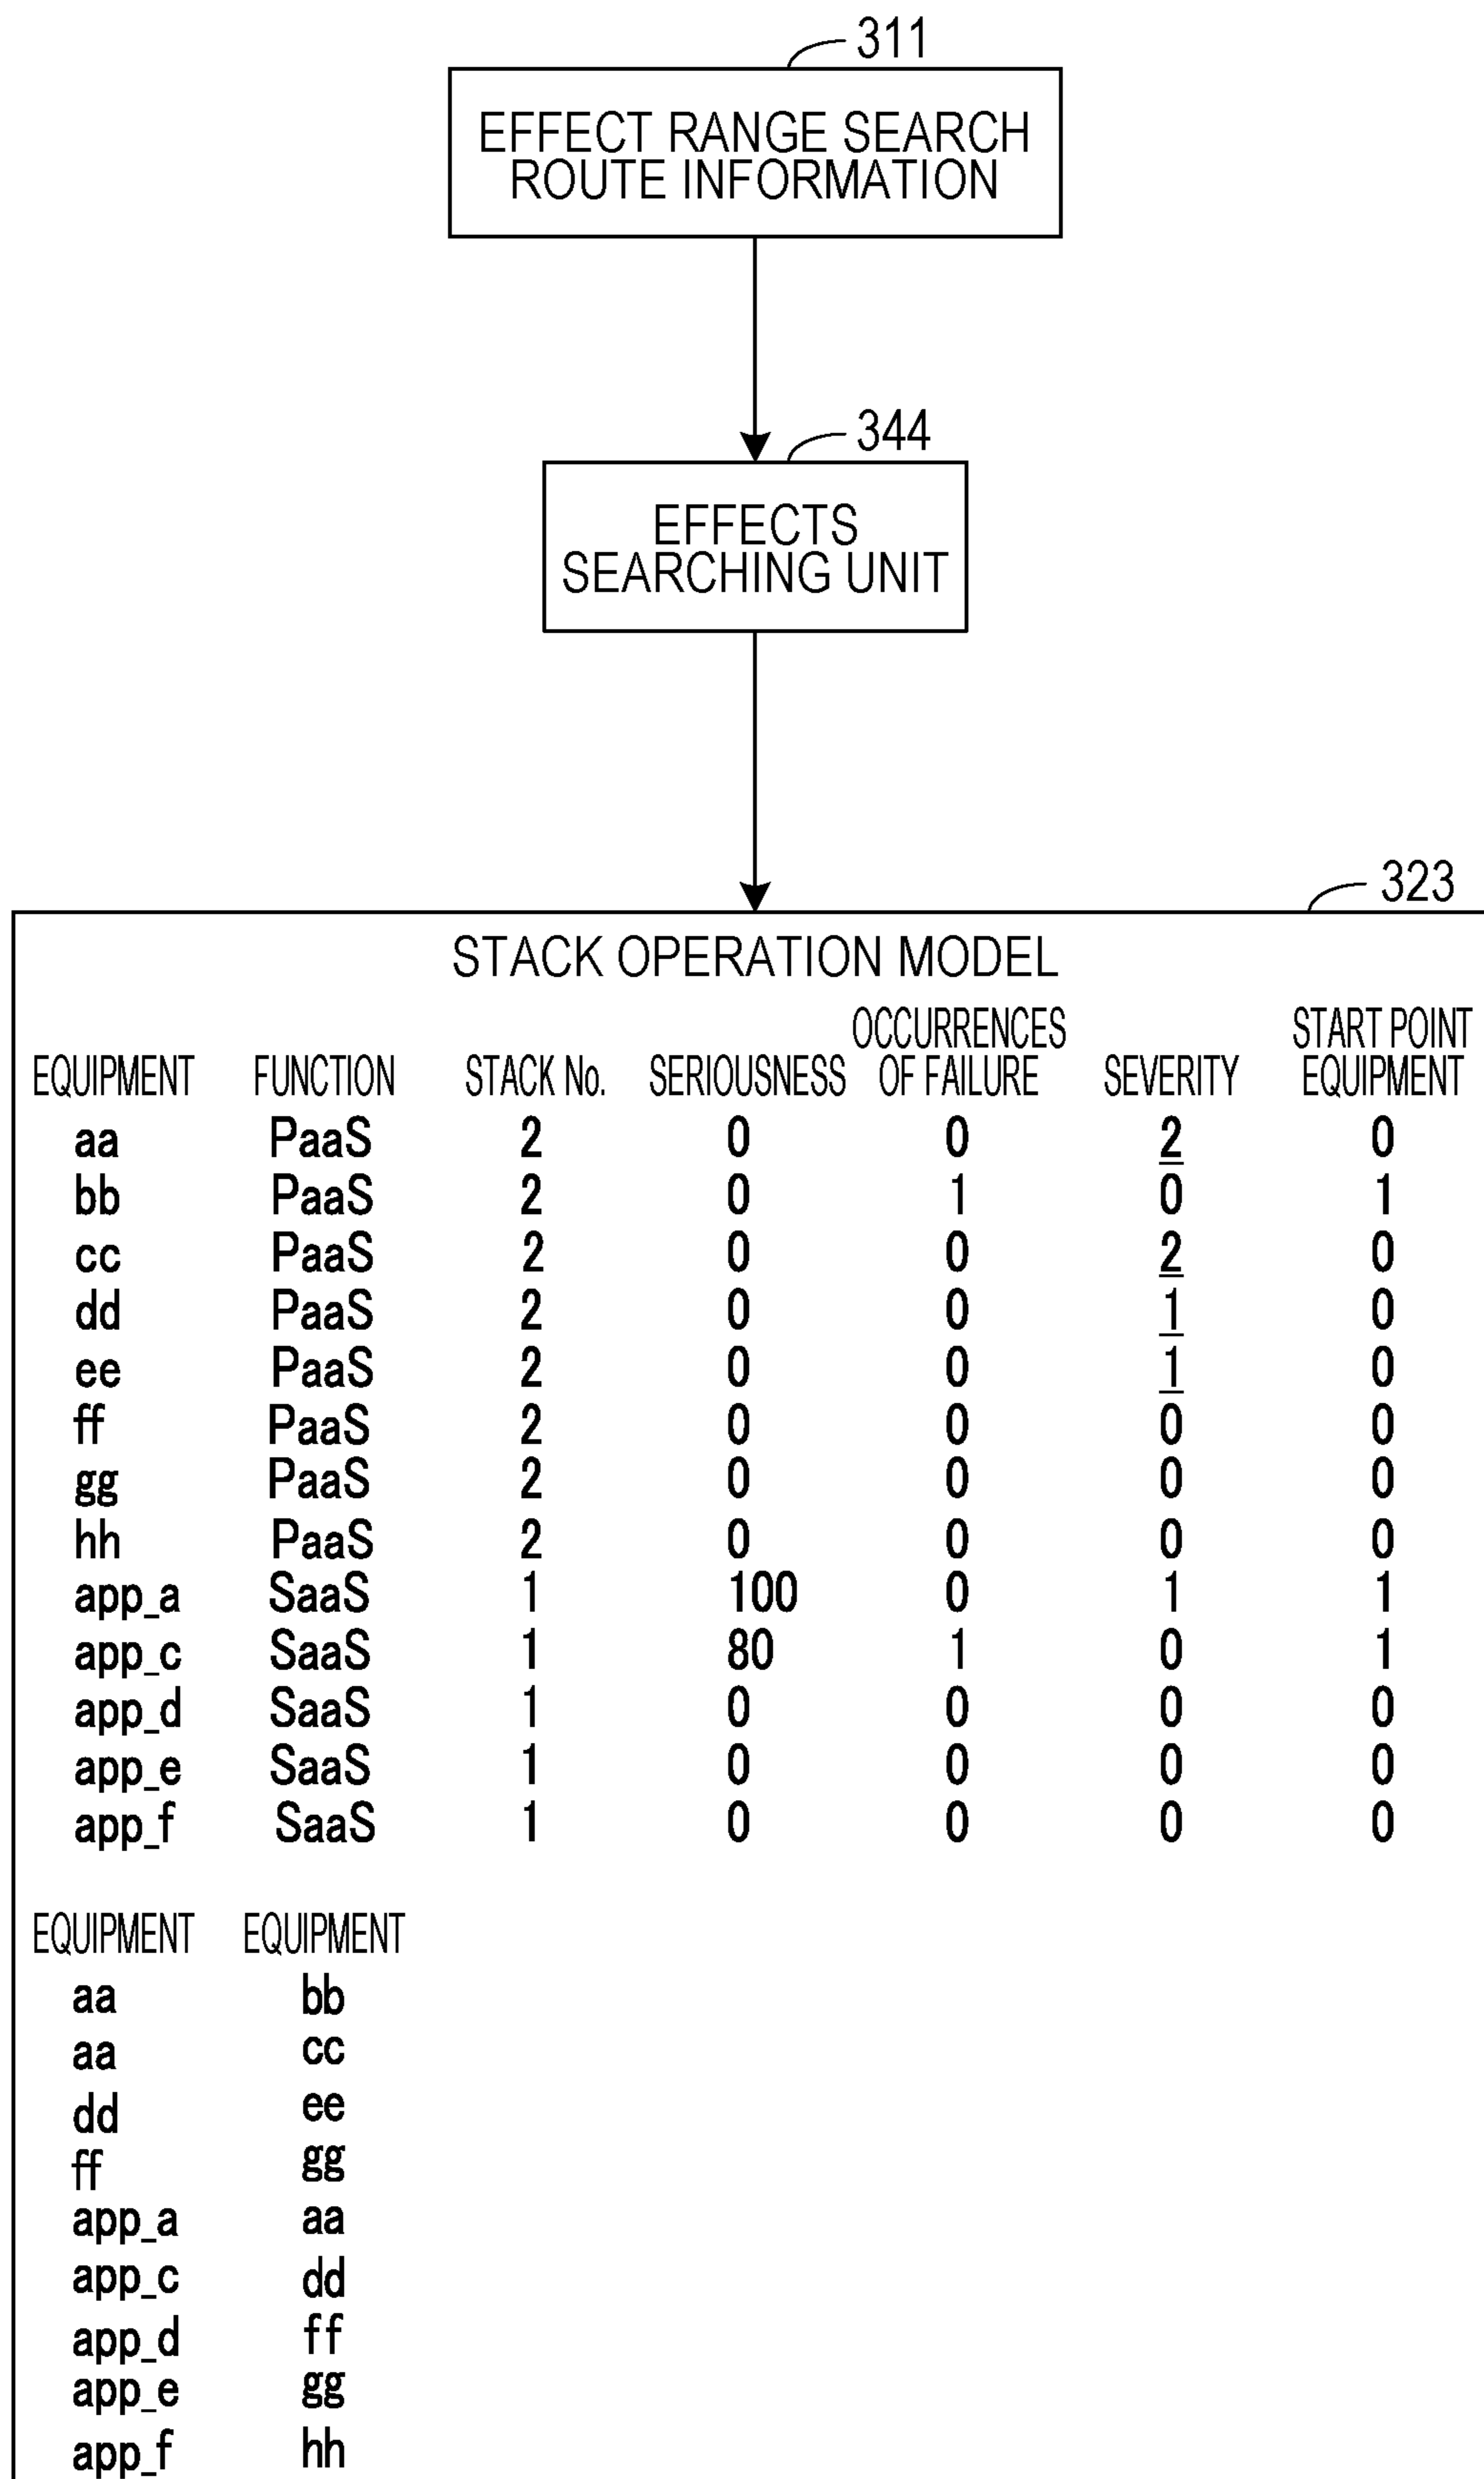 311
EFFECT RANGE SEARCH
ROUTE INFORMATION
344
EFFECTS
SEARCHING UNIT
323
STACK OPERATION MODEL
EQUIPMENT FUNCTION STACK No. SERIOUSNESS OCCURRENCES OF FAILURE SEVERITY START POINT EQUIPMENT
aa PaaS 2 0 0 2 0
bb PaaS 2 0 1 0 1
cc PaaS 2 0 0 2 0
dd PaaS 2 0 0 1 0
ee PaaS 2 0 0 1 0
ff PaaS 2 0 0 0 0
gg PaaS 2 0 0 0 0
hh PaaS 2 0 0 0 0
app_a SaaS 1 100 0 1 1
app_c SaaS 1 80 1 0 1
app_d SaaS 1 0 0 0 0
app_e SaaS 1 0 0 0 0
app_f SaaS 1 0 0 0 0
EQUIPMENT EQUIPMENT
aa bb
aa cc
dd ee
ff gg
app_a aa
app_c dd
app_d ff
app_e gg
app_f hh